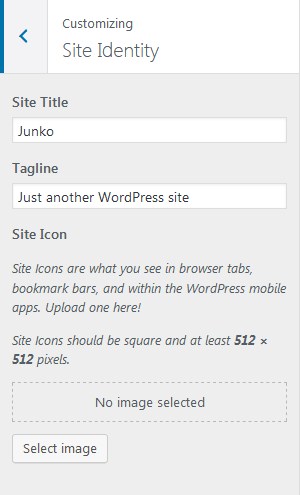 Customizing
Site Identity
Site Title
Junko
Tagline
Just another WordPress site
Site Icon
Site Icons are what you see in browser tabs,
bookmark bars, and within the WordPress mobile
apps. Upload one here!
Site Icons should be square and at least 512 ×
512 pixels.
No image selected
Select image